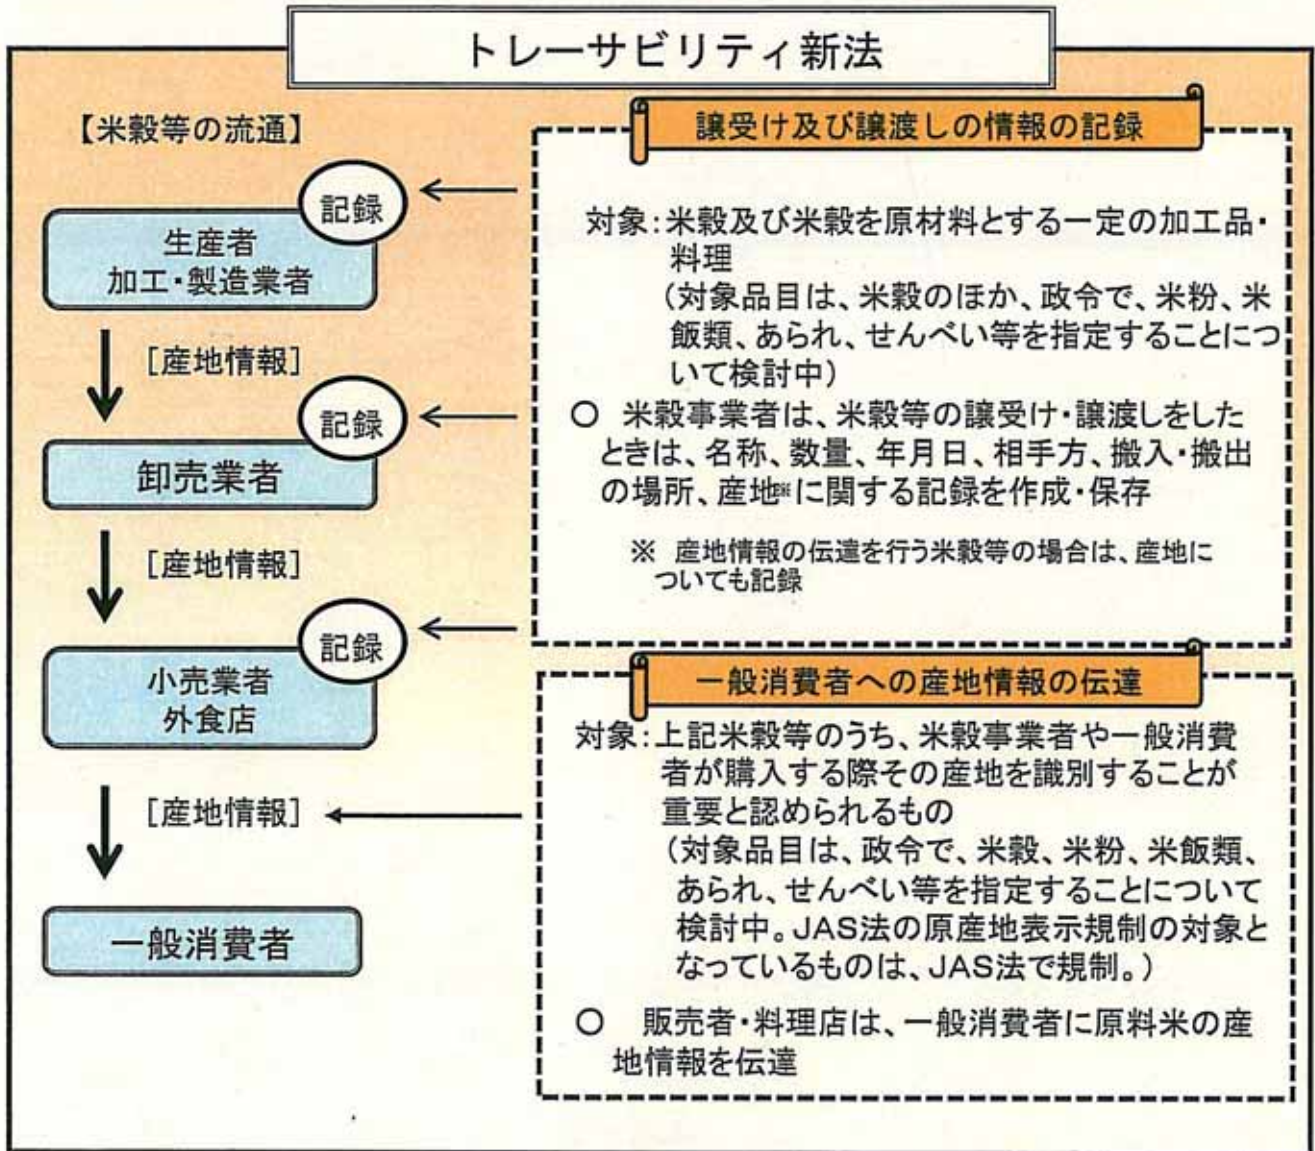 トレーサビリティ新法
【米穀等の流通】
記録
生産者
加工・製造業者
[産地情報]
記録
卸売業者
[産地情報]
記録
小売業者
外食店
[産地情報]
一般消費者
譲受け及び譲渡しの情報の記録
対象:米穀及び米穀を原材料とする一定の加工品・
料理
(対象品目は、米穀のほか、政令で、米粉、米
飯類、あられ、せんべい等を指定することにつ
いて検討中)
○ 米穀事業者は、米穀等の譲受け・譲渡しをした
ときは、名称、数量、年月日、相手方、搬入・搬出
の場所、産地※に関する記録を作成・保存
※ 産地情報の伝達を行う米穀等の場合は、産地に
ついても記録
一般消費者への産地情報の伝達
対象:上記米穀等のうち、米穀事業者や一般消費
者が購入する際その産地を識別することが
重要と認められるもの
(対象品目は、政令で、米穀、米粉、米飯類、
あられ、せんべい等を指定することについて
検討中。JAS法の原産地表示規制の対象と
なっているものは、JAS法で規制。)
○ 販売者・料理店は、一般消費者に原料米の産
地情報を伝達